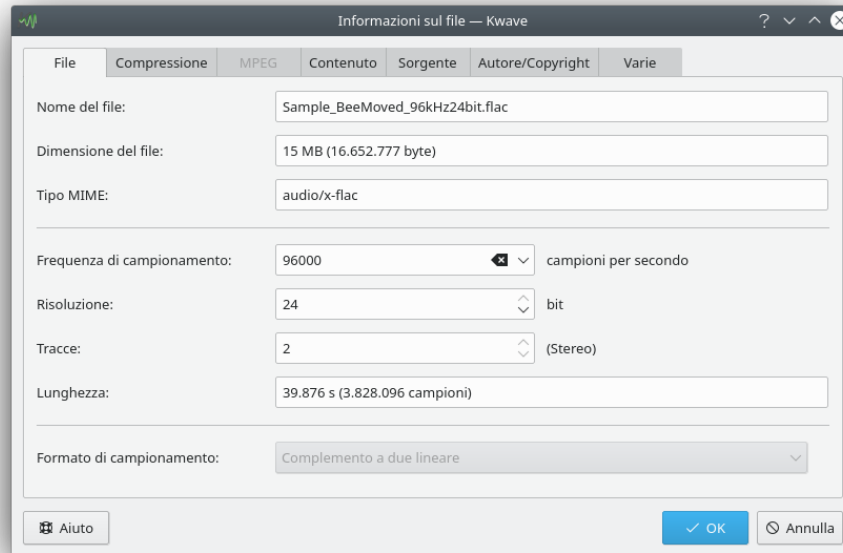 Informazioni sul file — Kwave
File Compressione MPEG Contenuto Sorgente Autore/Copyright Varie
Nome del file: Sample_BeeMoved_96kHz24bit.flac
Dimensione del file: 15 MB (16.652.777 byte)
Tipo MIME: audio/x-flac
Frequenza di campionamento: 96000 campioni per secondo
Risoluzione: 24 bit
Tracce: 2 (Stereo)
Lunghezza: 39.876 s (3.828.096 campioni)
Formato di campionamento: Complemento a due lineare
Aiuto OK Annulla